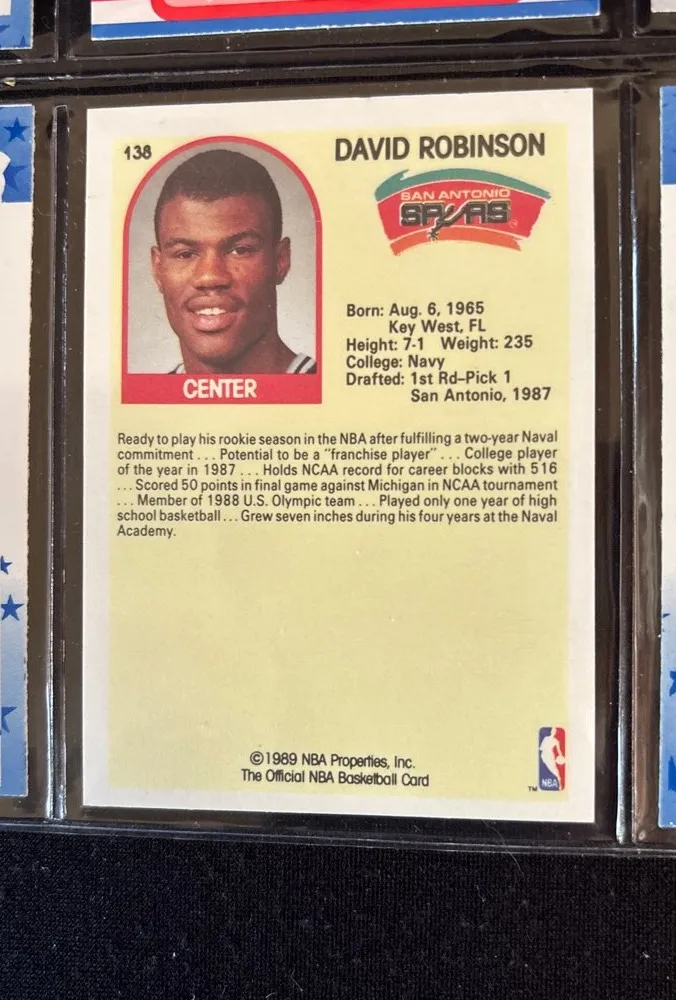 138
DAVID ROBINSON
SAN ANTONIO
SPURS
Born: Aug. 6, 1965
Key West, FL
Height: 7-1 Weight: 235
College: Navy
Drafted: 1st Rd–Pick 1
San Antonio, 1987
CENTER
Ready to play his rookie season in the NBA after fulfilling a two-year Naval
commitment . . . Potential to be a "franchise player" . . . College player
of the year in 1987 . . . Holds NCAA record for career blocks with 516
. . . Scored 50 points in final game against Michigan in NCAA tournament
. . . Member of 1988 U.S. Olympic team . . . Played only one year of high
school basketball . . . Grew seven inches during his four years at the Naval
Academy.
©1989 NBA Properties, Inc.
The Official NBA Basketball Card
NBA
TM